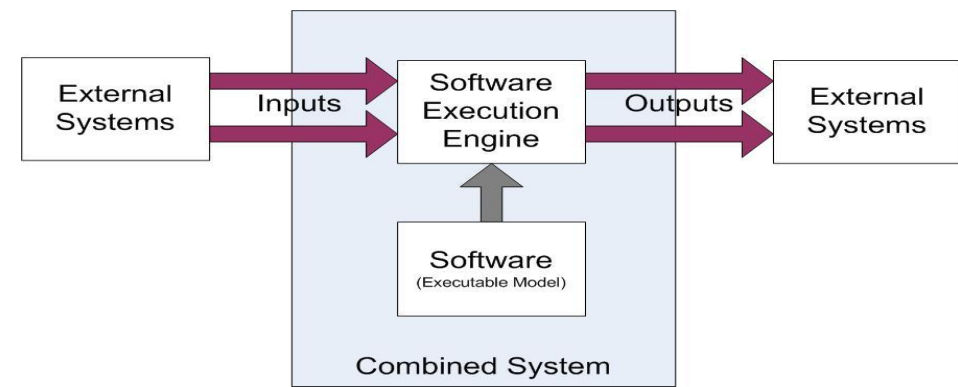 External
Systems
Inputs
Software
Execution
Engine
Outputs
External
Systems
Software
(Executable Model)
Combined System